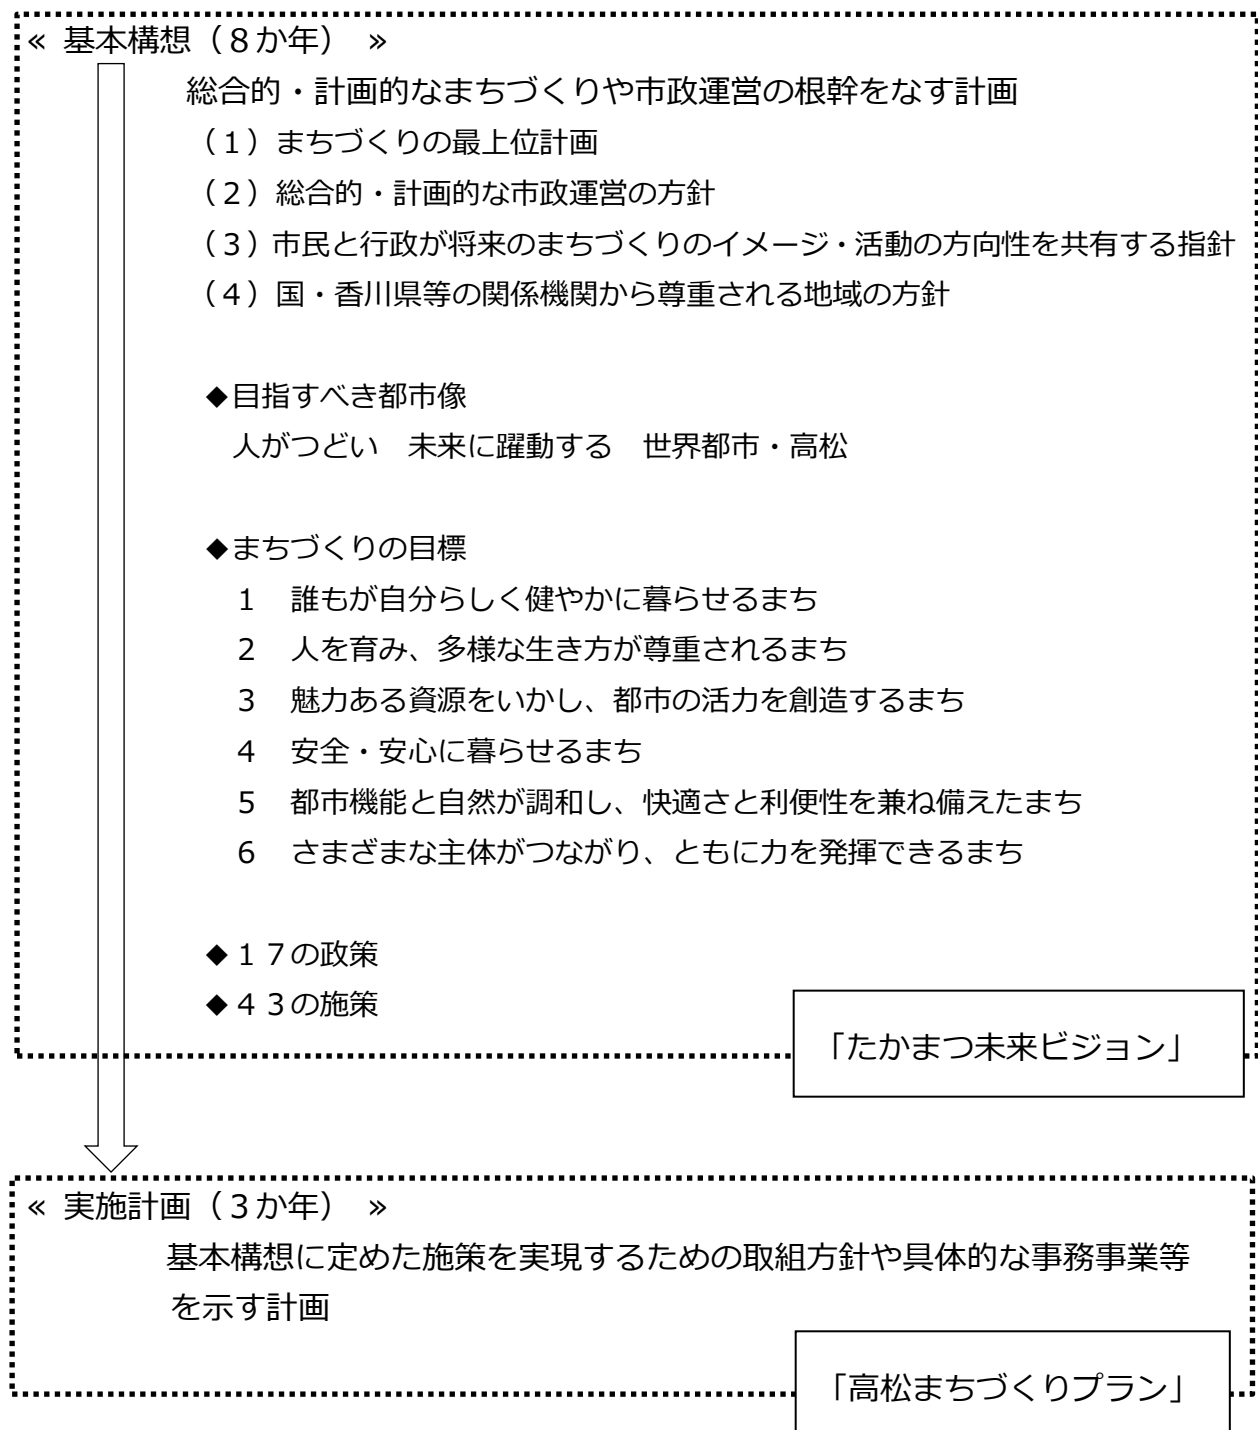 « 基本構想（８か年） »
総合的・計画的なまちづくりや市政運営の根幹をなす計画
（１）まちづくりの最上位計画
（２）総合的・計画的な市政運営の方針
（３）市民と行政が将来のまちづくりのイメージ・活動の方向性を共有する指針
（４）国・香川県等の関係機関から尊重される地域の方針
◆目指すべき都市像
人がつどい　未来に躍動する　世界都市・高松
◆まちづくりの目標
１　誰もが自分らしく健やかに暮らせるまち
２　人を育み、多様な生き方が尊重されるまち
３　魅力ある資源をいかし、都市の活力を創造するまち
４　安全・安心に暮らせるまち
５　都市機能と自然が調和し、快適さと利便性を兼ね備えたまち
６　さまざまな主体がつながり、ともに力を発揮できるまち
◆１７の政策
◆４３の施策
「たかまつ未来ビジョン」
« 実施計画（３か年） »
基本構想に定めた施策を実現するための取組方針や具体的な事務事業等
を示す計画
「高松まちづくりプラン」